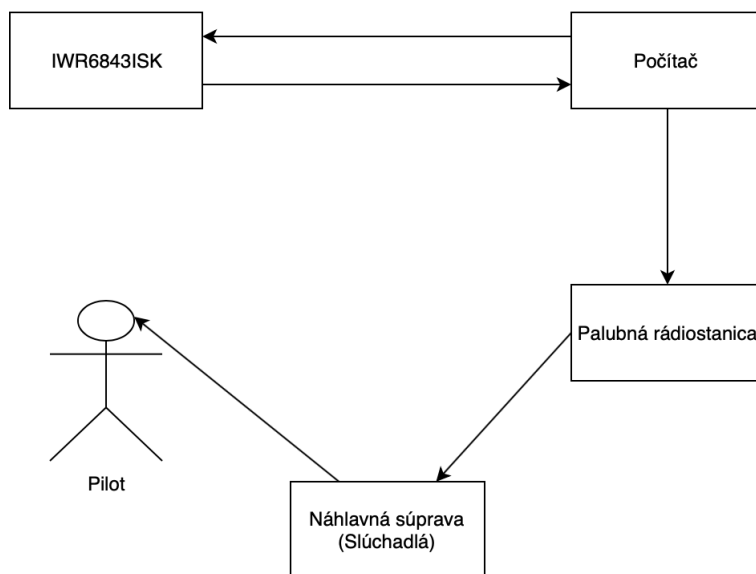 IWR6843ISK
Počítač
Palubná rádiostanica
Pilot
Náhlavná súprava
(Slúchadlá)